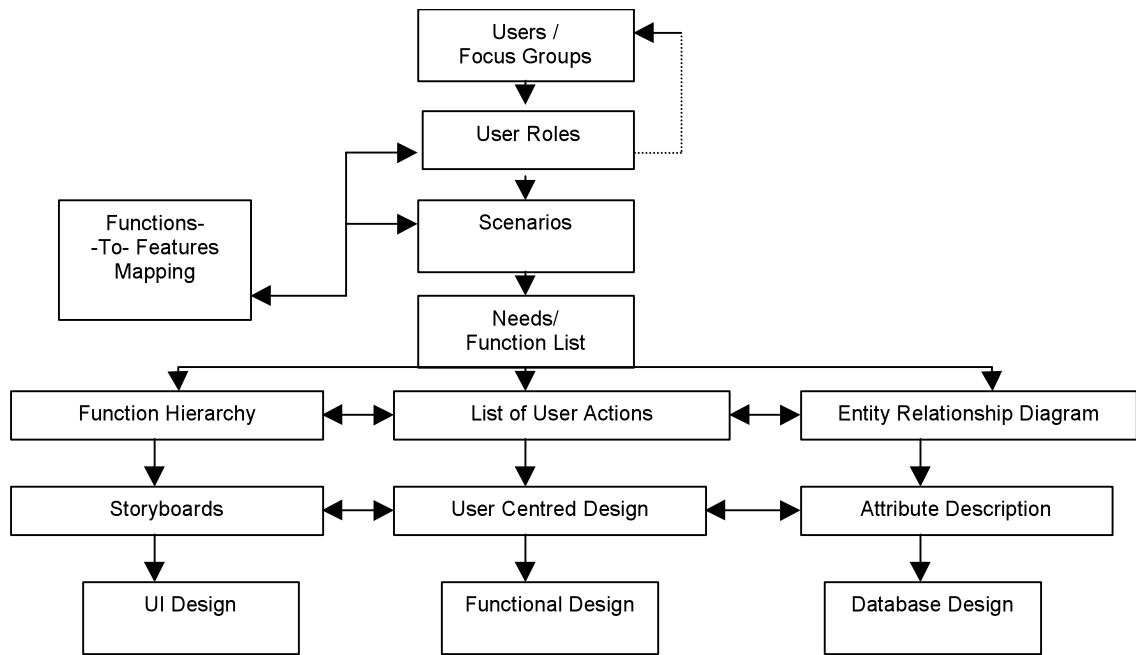 Users /
Focus Groups
User Roles
Scenarios
Functions-
-To- Features
Mapping
Needs/
Function List
Function Hierarchy
List of User Actions
Entity Relationship Diagram
Storyboards
User Centred Design
Attribute Description
UI Design
Functional Design
Database Design